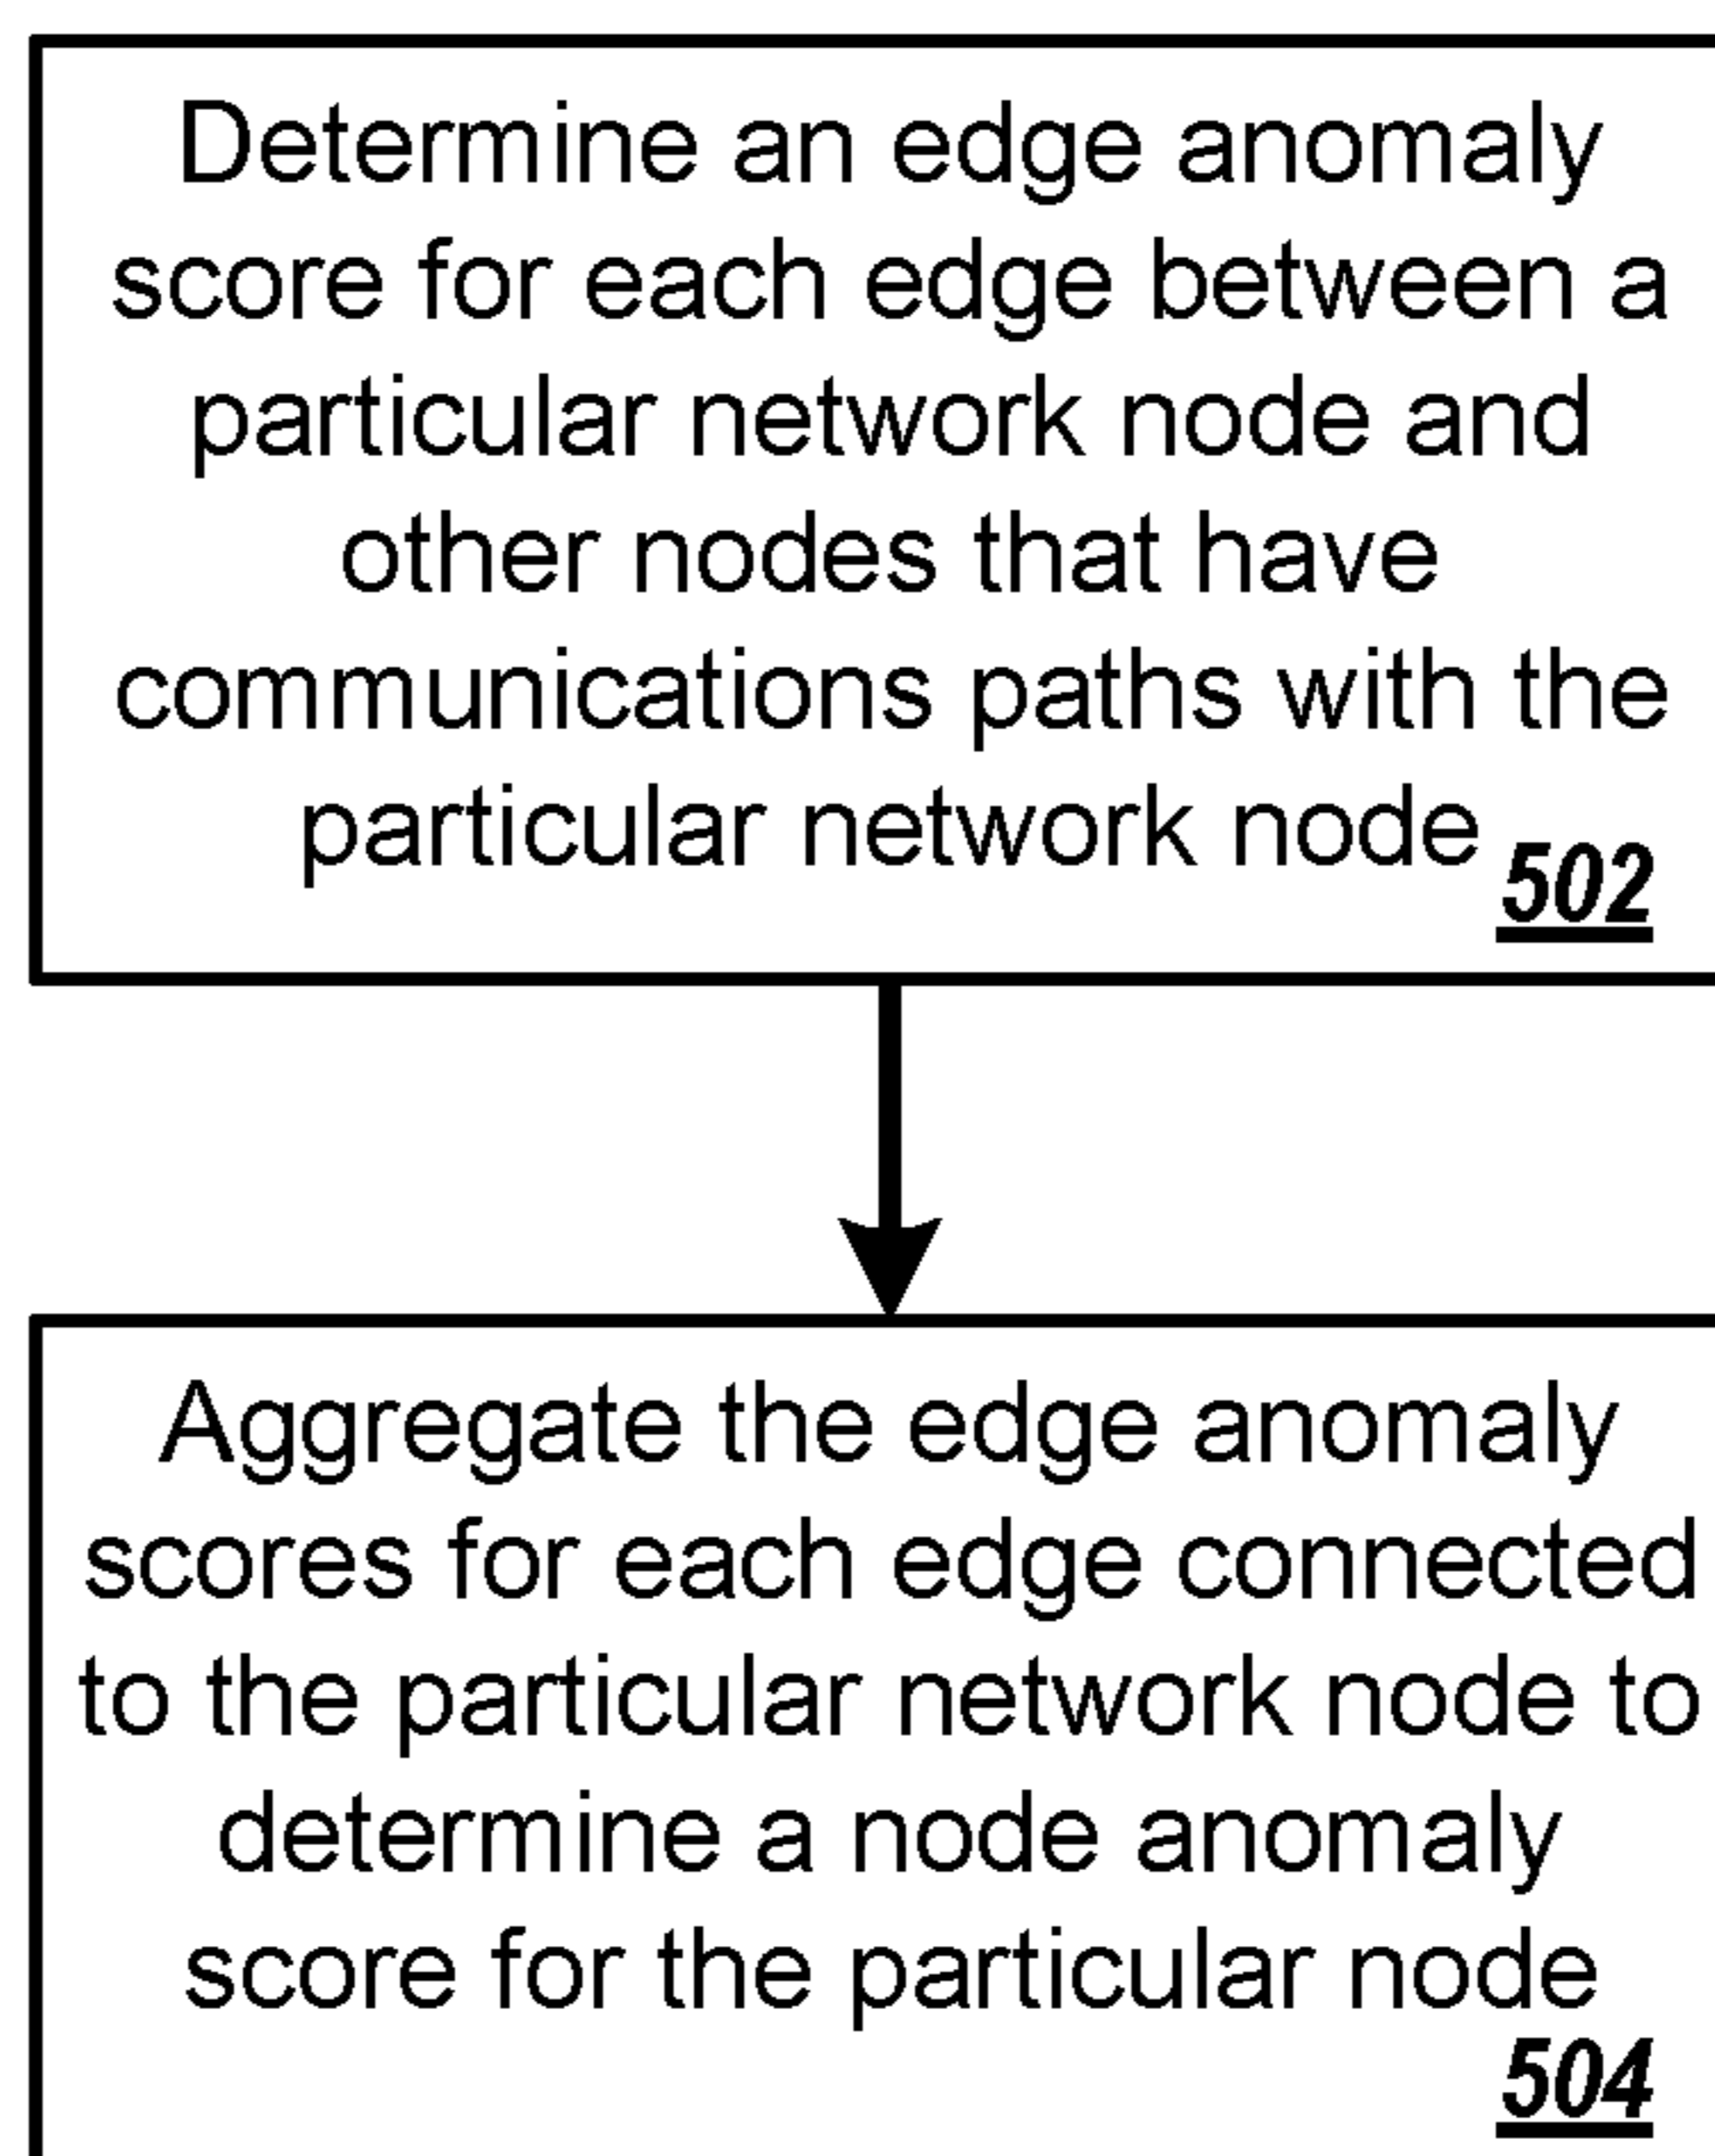 Determine an edge anomaly
score for each edge between a
particular network node and
other nodes that have
communications paths with the
particular network node
502
Aggregate the edge anomaly
scores for each edge connected
to the particular network node to
determine a node anomaly
score for the particular node
504